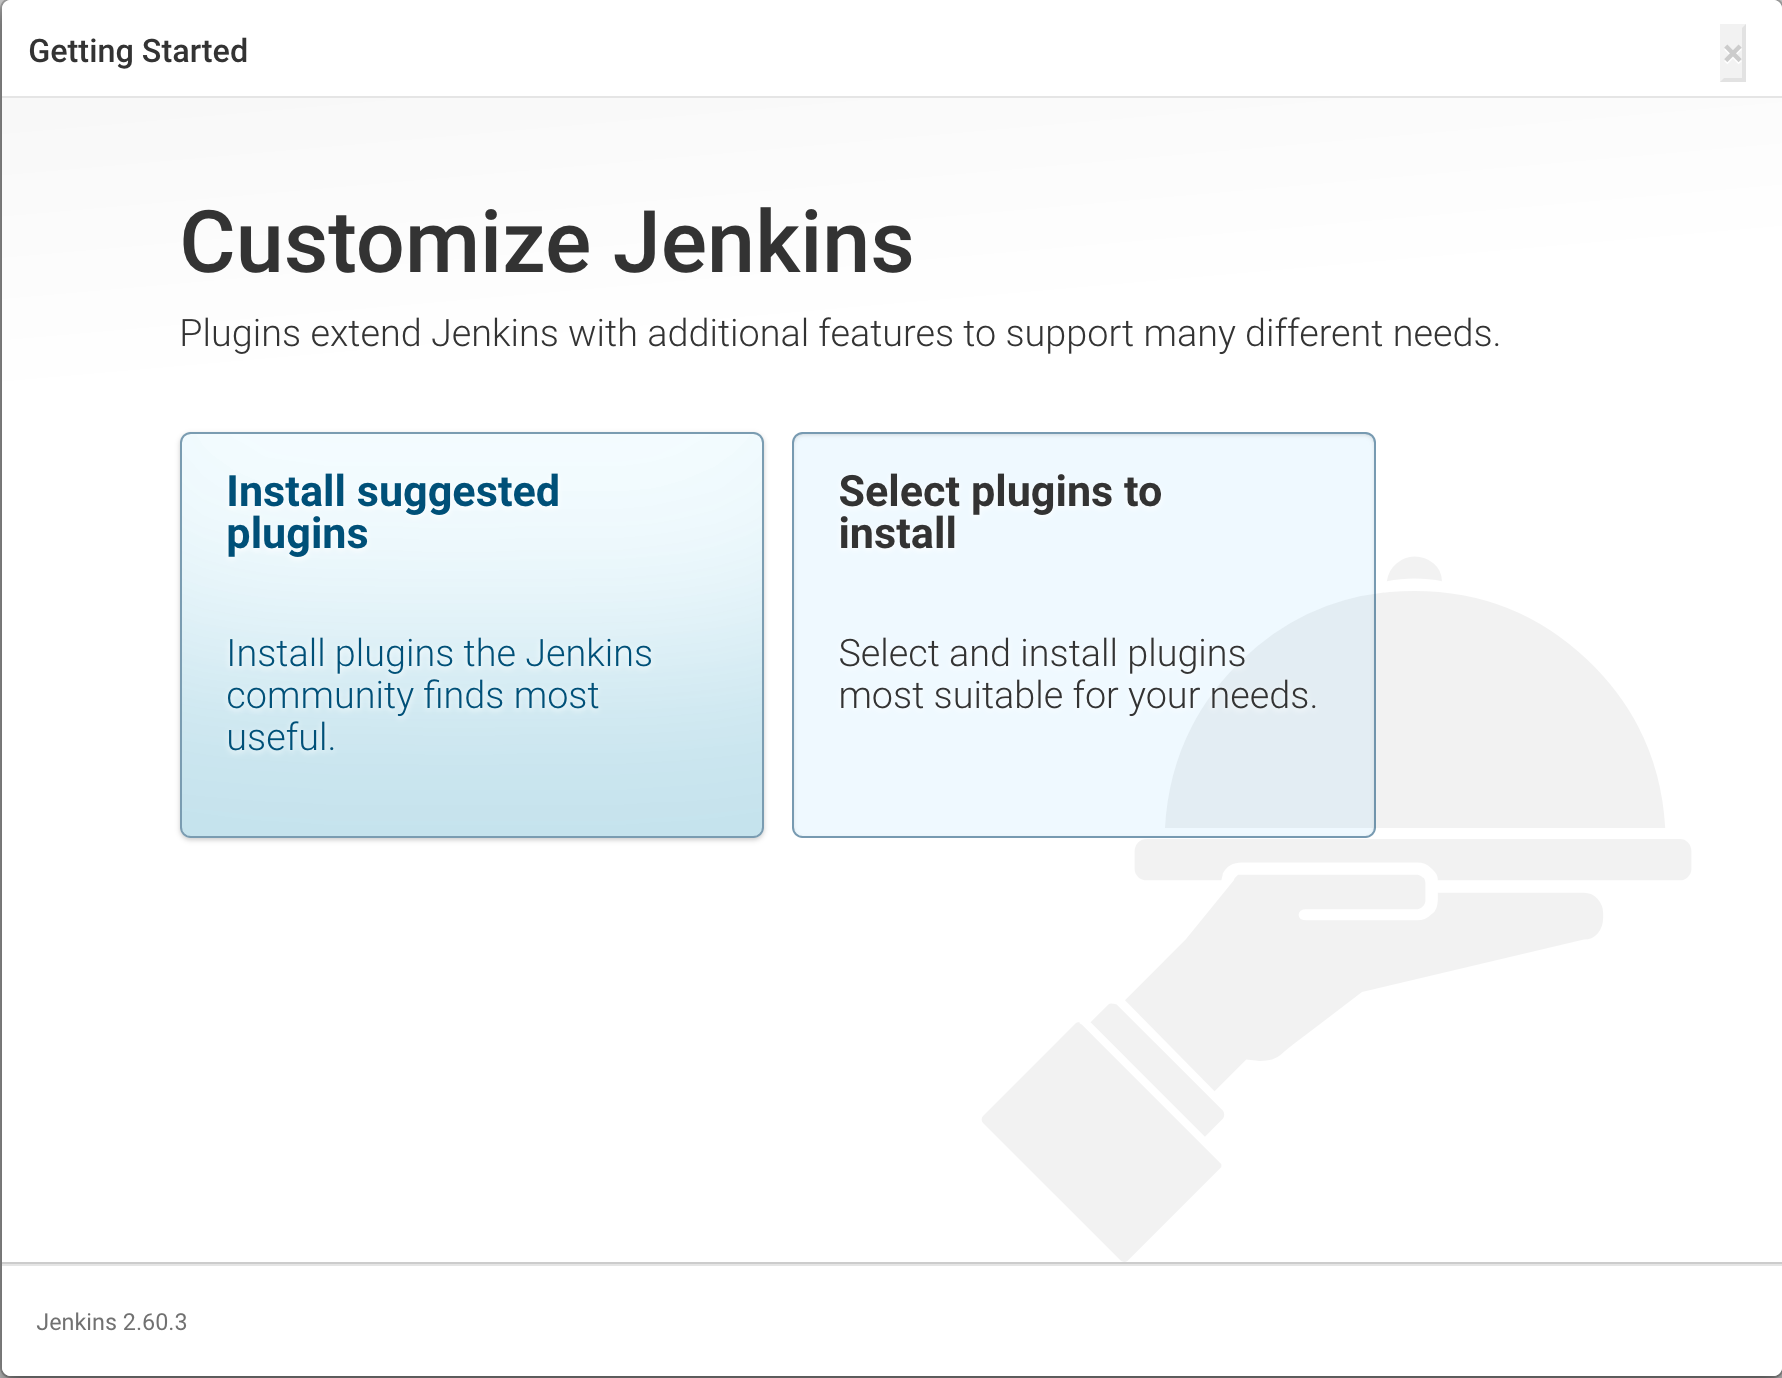 Getting Started
×
Customize Jenkins
Plugins extend Jenkins with additional features to support many different needs.
Install suggested
plugins
Install plugins the Jenkins
community finds most
useful.
Select plugins to
install
Select and install plugins
most suitable for your needs.
Jenkins 2.60.3